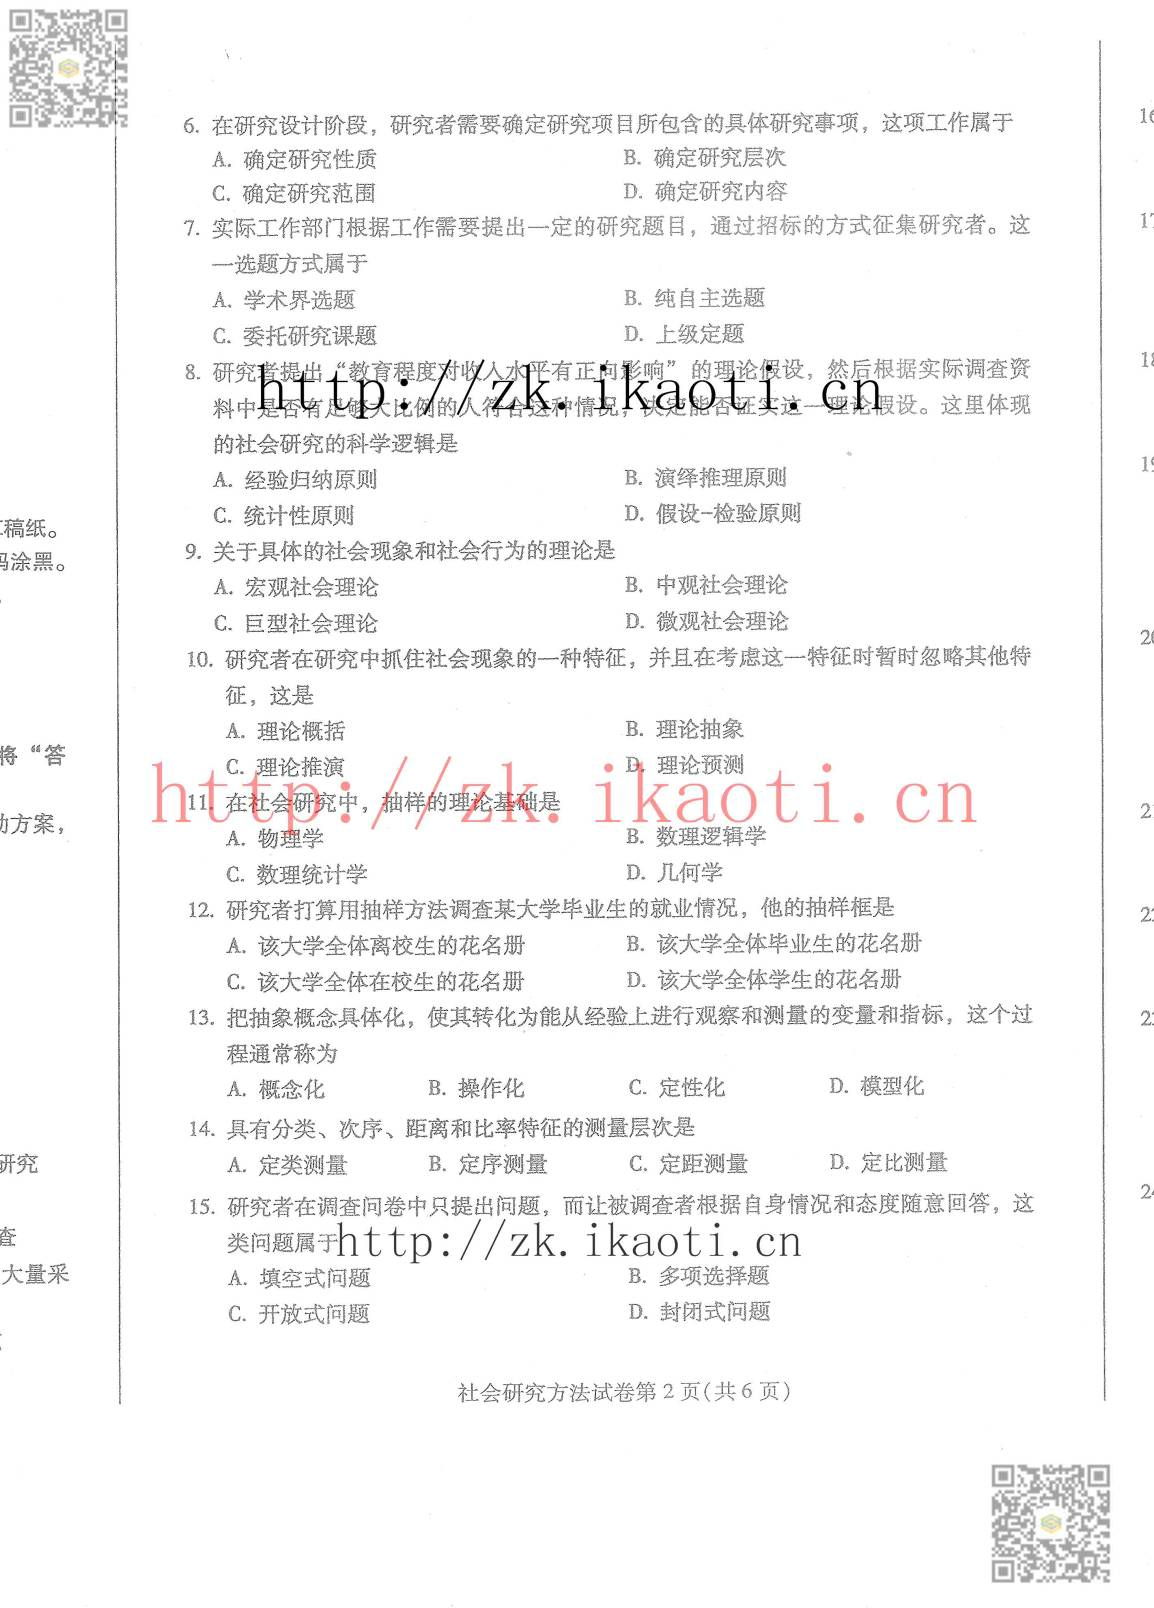 6. 在研究设计阶段，研究者需要确定研究项目所包含的具体研究事项，这项工作属于
A. 确定研究性质 B. 确定研究层次
C. 确定研究范围 D. 确定研究内容
7. 实际工作部门根据工作需要提出一定的研究题目，通过招标的方式征集研究者。这
一选题方式属于
A. 学术界选题 B. 纯自主选题
C. 委托研究课题 D. 上级定题
8. 研究者提出“教育程度对收入水平有正向影响”的理论假设，然后根据实际调查资
http://zk.ikaoti.cn
料中是否有足够大比例的人符合这种情况，决定能否证实这一理论假设。这里体现
的社会研究的科学逻辑是
A. 经验归纳原则 B. 演绎推理原则
C. 统计性原则 D. 假设-检验原则
9. 关于具体的社会现象和社会行为的理论是
A. 宏观社会理论 B. 中观社会理论
C. 巨型社会理论 D. 微观社会理论
10. 研究者在研究中抓住社会现象的一种特征，并且在考虑这一特征时暂时忽略其他特
征，这是
A. 理论概括 B. 理论抽象
C. 理论推演 D. 理论预测
http://zk.ikaoti.cn
11. 在社会研究中，抽样的理论基础是
A. 物理学 B. 数理逻辑学
C. 数理统计学 D. 几何学
12. 研究者打算用抽样方法调查某大学毕业生的就业情况，他的抽样框是
A. 该大学全体离校生的花名册 B. 该大学全体毕业生的花名册
C. 该大学全体在校生的花名册 D. 该大学全体学生的花名册
13. 把抽象概念具体化，使其转化为能从经验上进行观察和测量的变量和指标，这个过
程通常称为
A. 概念化 B. 操作化 C. 定性化 D. 模型化
14. 具有分类、次序、距离和比率特征的测量层次是
A. 定类测量 B. 定序测量 C. 定距测量 D. 定比测量
15. 研究者在调查问卷中只提出问题，而让被调查者根据自身情况和态度随意回答，这
类问题属于
http://zk.ikaoti.cn
A. 填空式问题 B. 多项选择题
C. 开放式问题 D. 封闭式问题
社会研究方法试卷第 2 页(共 6 页)
稿纸。
涂黑。
将“答
方案，
研究
查
大量采